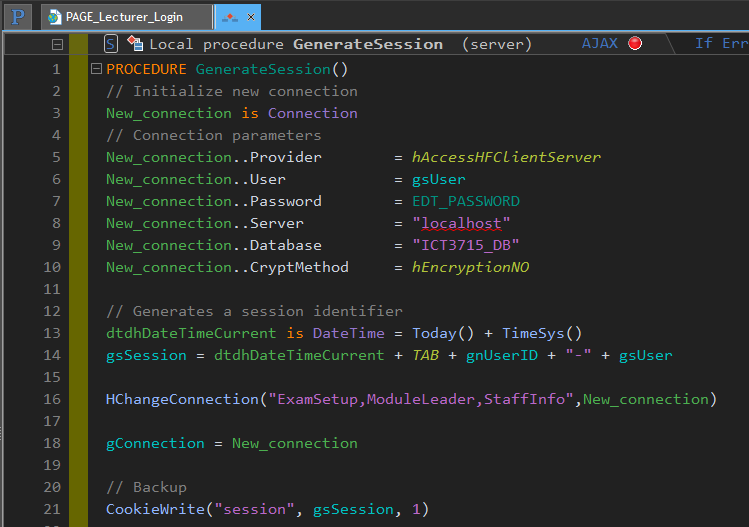 P PAGE_Lecturer_Login
S Local procedure GenerateSession (server) AJAX If Err
1 PROCEDURE GenerateSession()
2 // Initialize new connection
3 New_connection is Connection
4 // Connection parameters
5 New_connection..Provider = hAccessHFClientServer
6 New_connection..User = gsUser
7 New_connection..Password = EDT_PASSWORD
8 New_connection..Server = "localhost"
9 New_connection..Database = "ICT3715_DB"
10 New_connection..CryptMethod = hEncryptionNO
11
12 // Generates a session identifier
13 dtdhDateTimeCurrent is DateTime = Today() + TimeSys()
14 gsSession = dtdhDateTimeCurrent + TAB + gnUserID + "-" + gsUser
15
16 HChangeConnection("ExamSetup,ModuleLeader,StaffInfo",New_connection)
17
18 gConnection = New_connection
19
20 // Backup
21 CookieWrite("session", gsSession, 1)